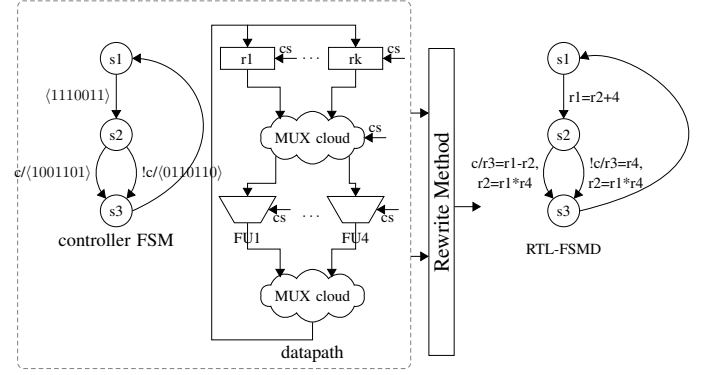 s1
⟨1110011⟩
s2
c/⟨1001101⟩
!c/⟨0110110⟩
s3
controller FSM
r1
cs
· · ·
rk
cs
MUX cloud
cs
cs
· · ·
cs
FU1
FU4
MUX cloud
datapath
Rewrite Method
s1
r1=r2+4
s2
c/r3=r1-r2,
r2=r1*r4
!c/r3=r4,
r2=r1*r4
s3
RTL-FSMD